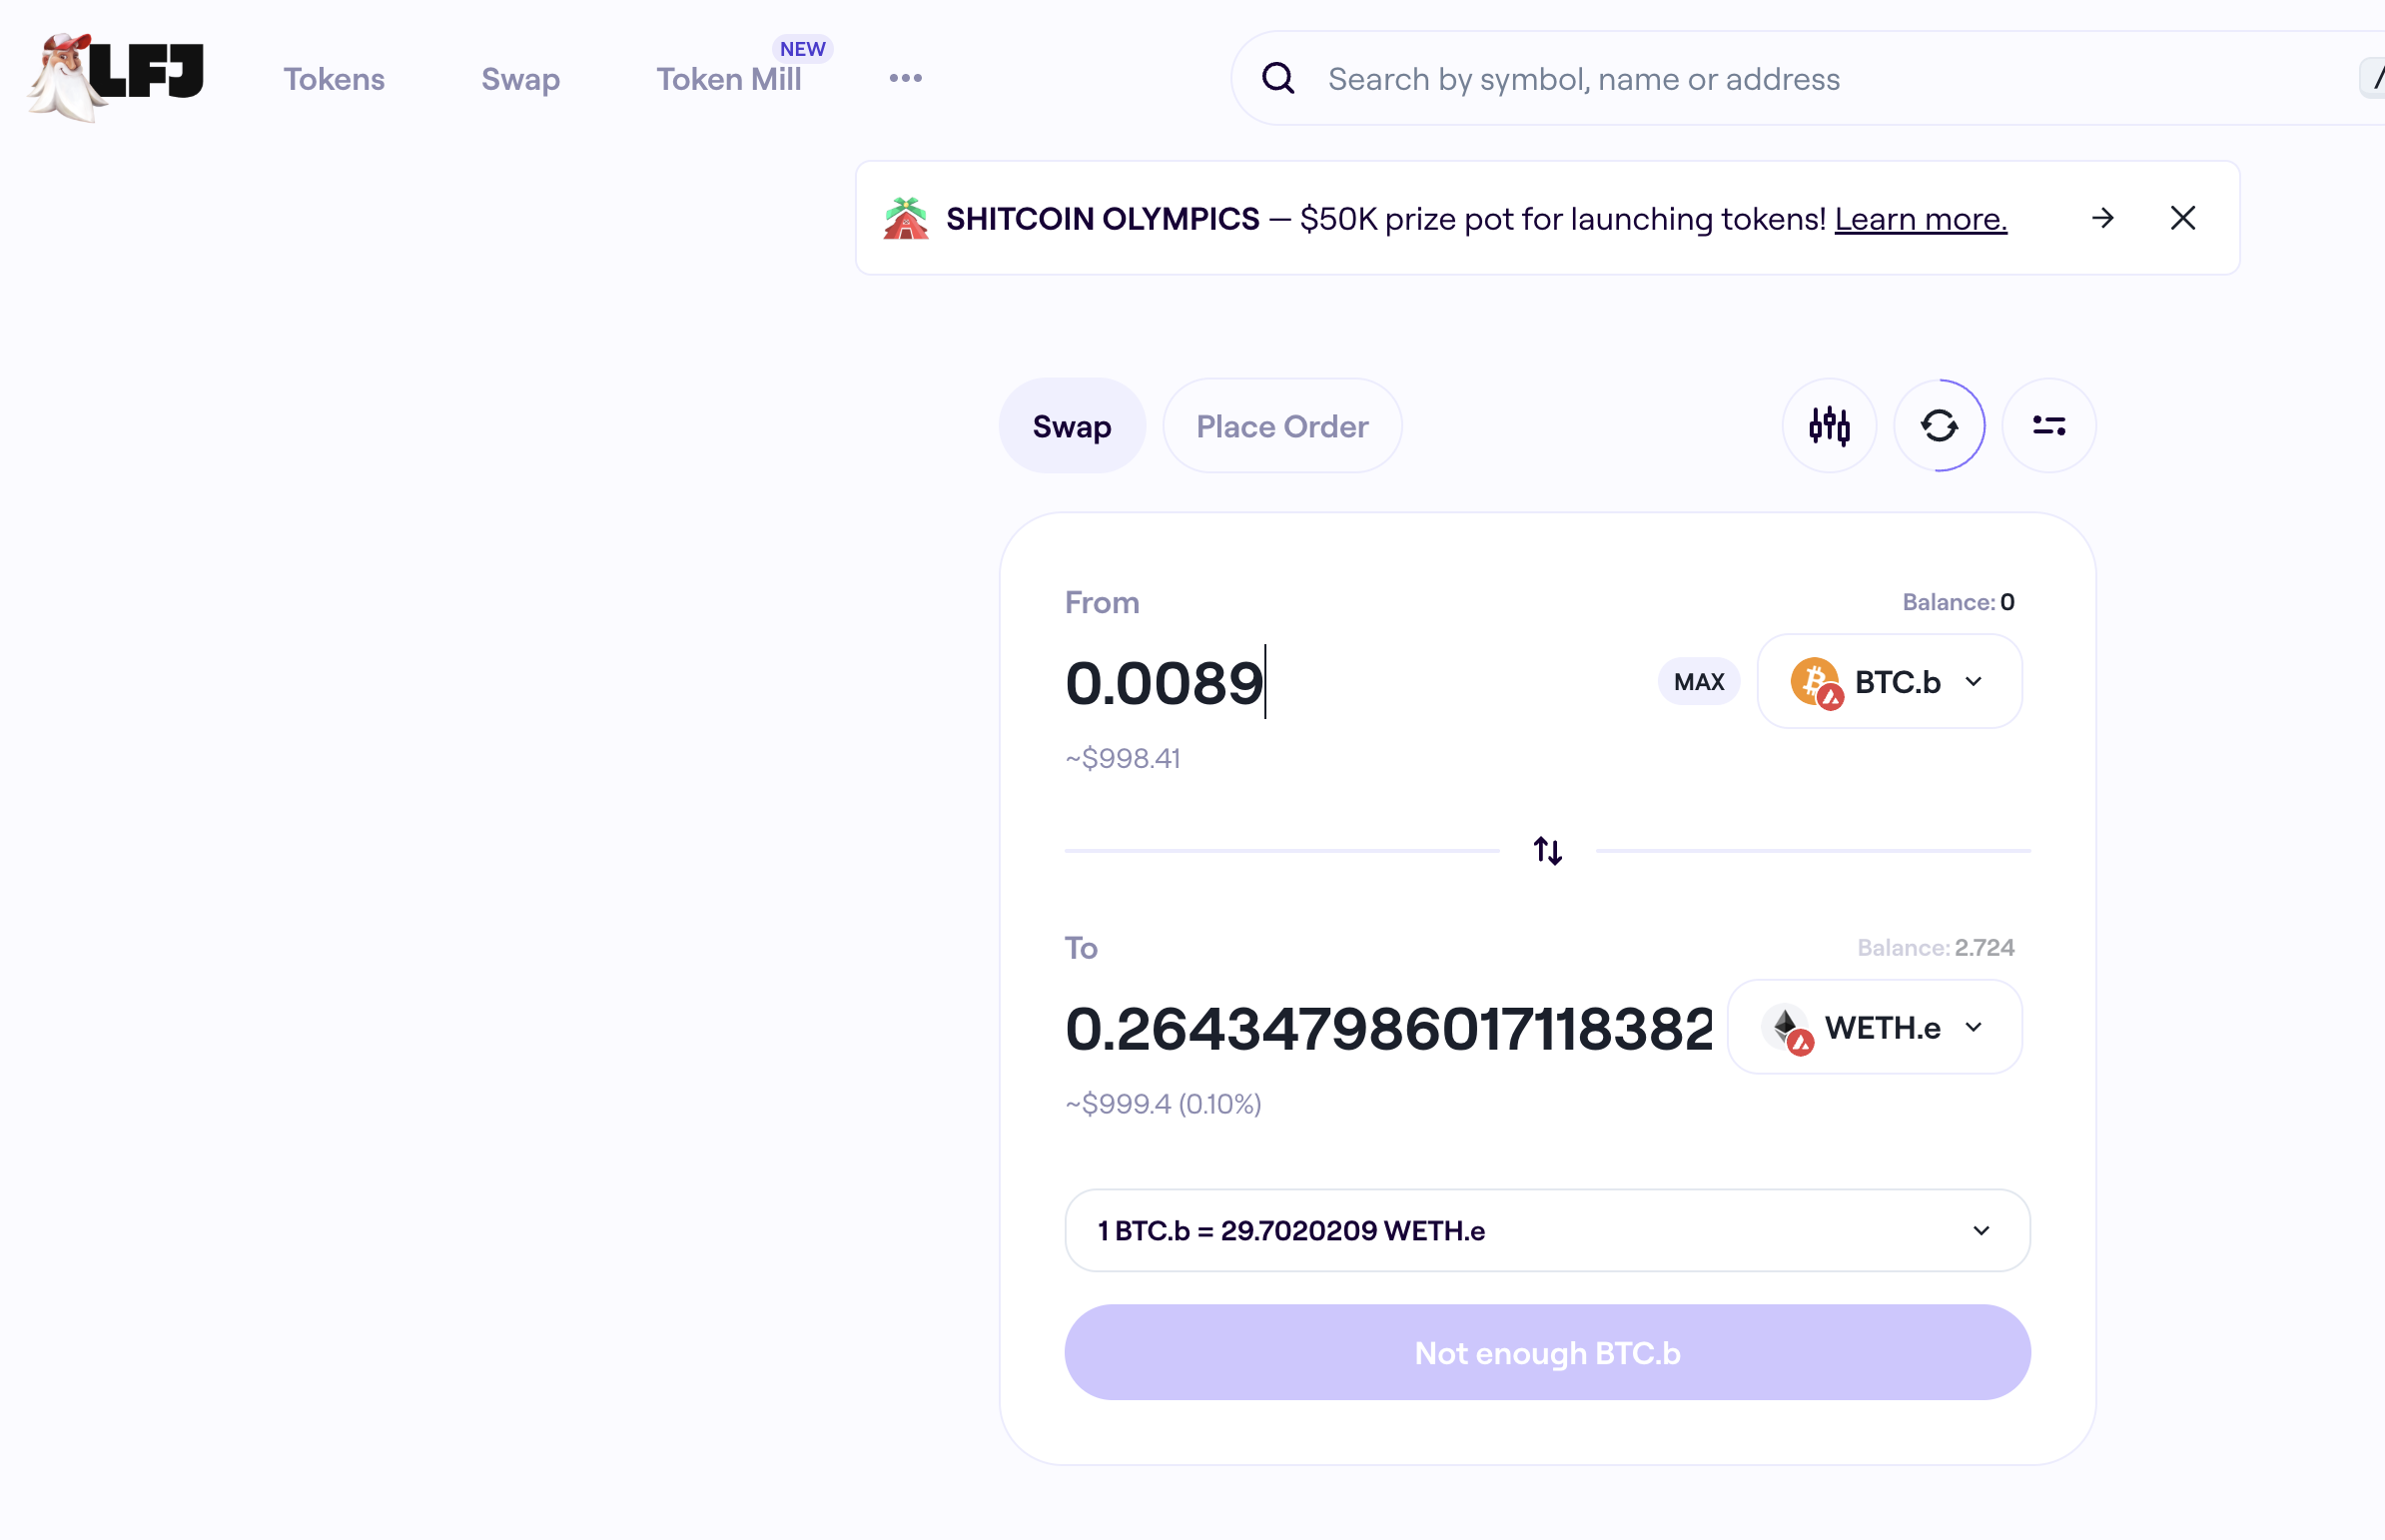 LFJ
Tokens
Swap
Token Mill
NEW
Search by symbol, name or address
/
SHITCOIN OLYMPICS — $50K prize pot for launching tokens! Learn more.
Swap
Place Order
From
Balance: 0
0.0089
MAX
BTC.b
~$998.41
To
Balance: 2.724
0.264347986017118382
WETH.e
~$999.4 (0.10%)
1 BTC.b = 29.7020209 WETH.e
Not enough BTC.b